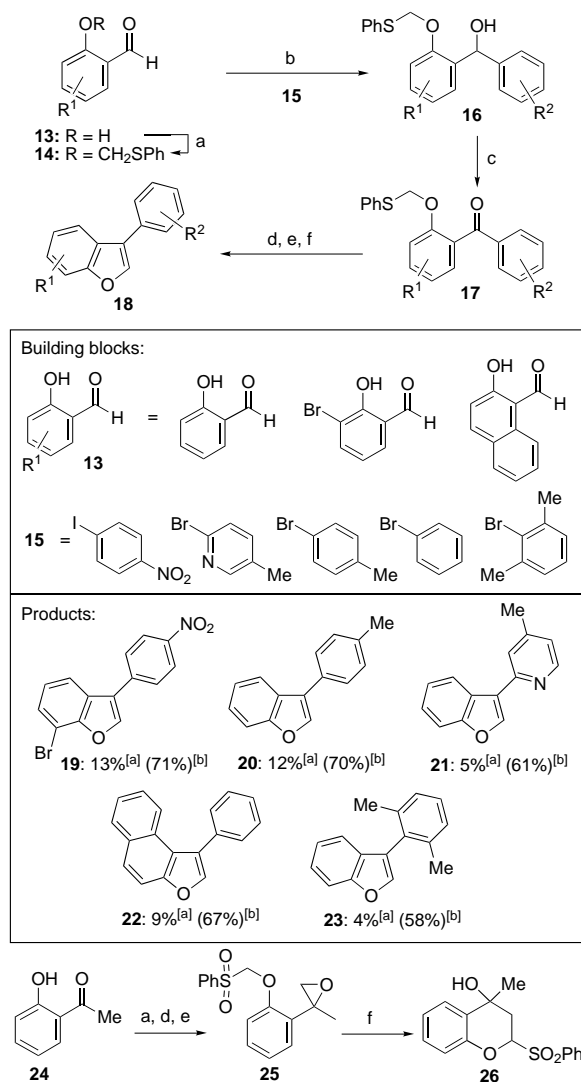 OR O H R1
b
15
PhS O OH R1 R2
16
13: R = H
14: R = CH2SPh
a
c
R2 R1 O
18
d, e, f
PhS O O R1 R2
17
Building blocks:
OH O H R1
13
=
OH O H
Br OH O H
OH O H
15 =
I NO2
Br N Me
Br Me
Br
Me Br Me
Products:
NO2 Br O
Me O
Me N O
19: 13%[a] (71%)[b]
20: 12% [a] (70%)[b]
21: 5%[a] (61%)[b]
O
Me Me O
22: 9%[a] (67%)[b]
23: 4%[a] (58%)[b]
OH O Me
24
a, d, e
PhS O O O O Me
25
f
HO Me O SO2Ph
26